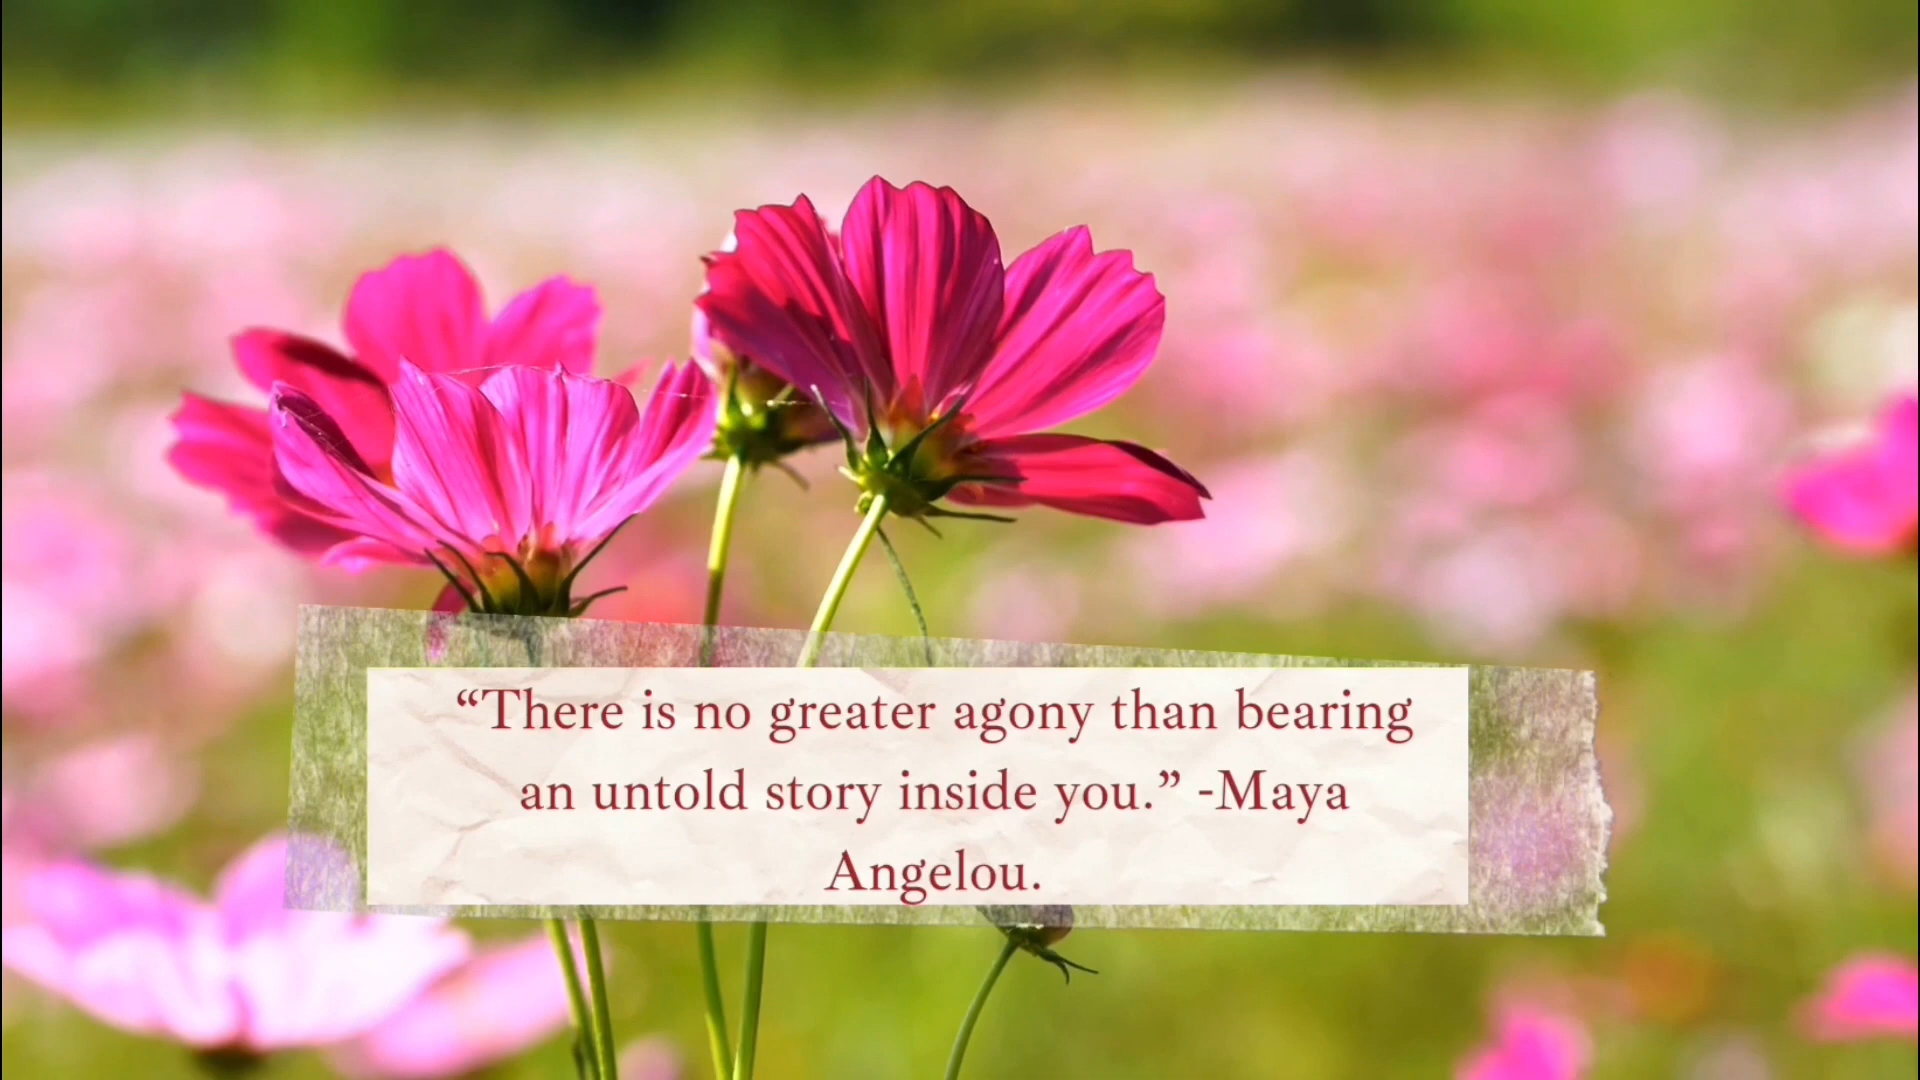 “There is no greater agony than bearing
an untold story inside you.” -Maya
Angelou.